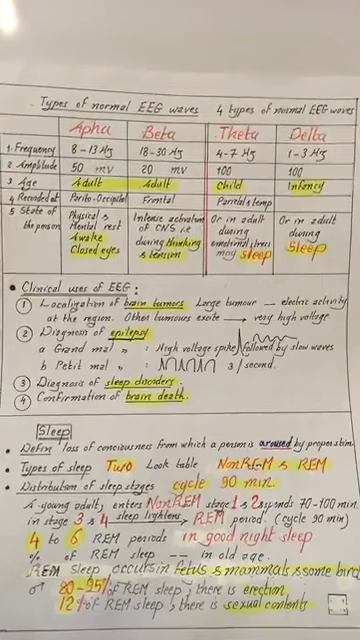 Types of normal EEG waves 4 types of normal EEG waves
Apha Beta Theta Delta
1. Frequency 8-13 Hz 18-30 Hz 4-7 Hz 1-3 Hz
2 Amplitude 50 mv 20 mv 100 100
3 Age Adult Adult Child Infancy
4 Recorded at Parito-Occipital Frontal Parietal & temp
5 State of the person Physical & Mental rest Awake Closed eyes Intense activation of CNS i.e during thinking & tension Or in adult during emotional stress may sleep Or in adult during Sleep
• Clinical uses of EEG:
① Localization of brain tumors Large tumour — electric activity
at the region. Other tumours excite → very high voltage
② Diagnosis of epilepsy
a Grand mal " : High voltage spike followed by slow waves
b Petit mal " : 3/second.
③ Diagnosis of sleep disorders.
④ Confirmation of brain death.
Sleep
• Defin loss of conciousness from which a person is aroused by proper stim
• Types of sleep Two Look table NonREM & REM
• Distribution of sleep stages cycle 90 min.
A young adult, enters NonREM stage 1 & 2 spends 70-100 min.
in stage 3 & 4 sleep lightens, REM period. (cycle 90 min)
4 to 6 REM periods in good night sleep
% of REM sleep --- in old age.
REM sleep occurs in fetus & mammals & some bird
of 80-95% of REM sleep, there is erection
12% of REM sleep, there is sexual contents